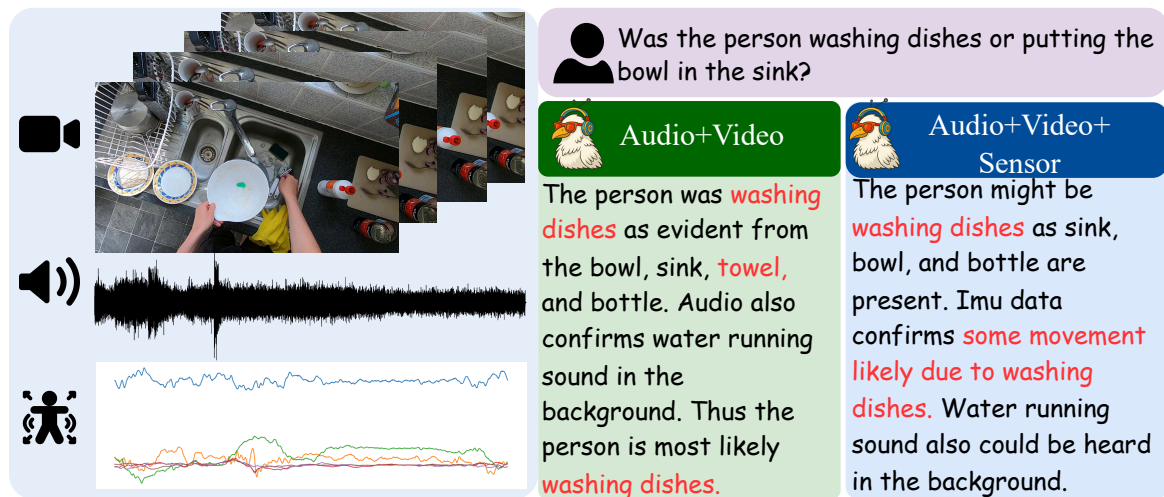 Was the person washing dishes or putting the
bowl in the sink?
Audio+Video
The person was washing
dishes as evident from
the bowl, sink, towel,
and bottle. Audio also
confirms water running
sound in the
background. Thus the
person is most likely
washing dishes.
Audio+Video+
Sensor
The person might be
washing dishes as sink,
bowl, and bottle are
present. Imu data
confirms some movement
likely due to washing
dishes. Water running
sound also could be heard
in the background.